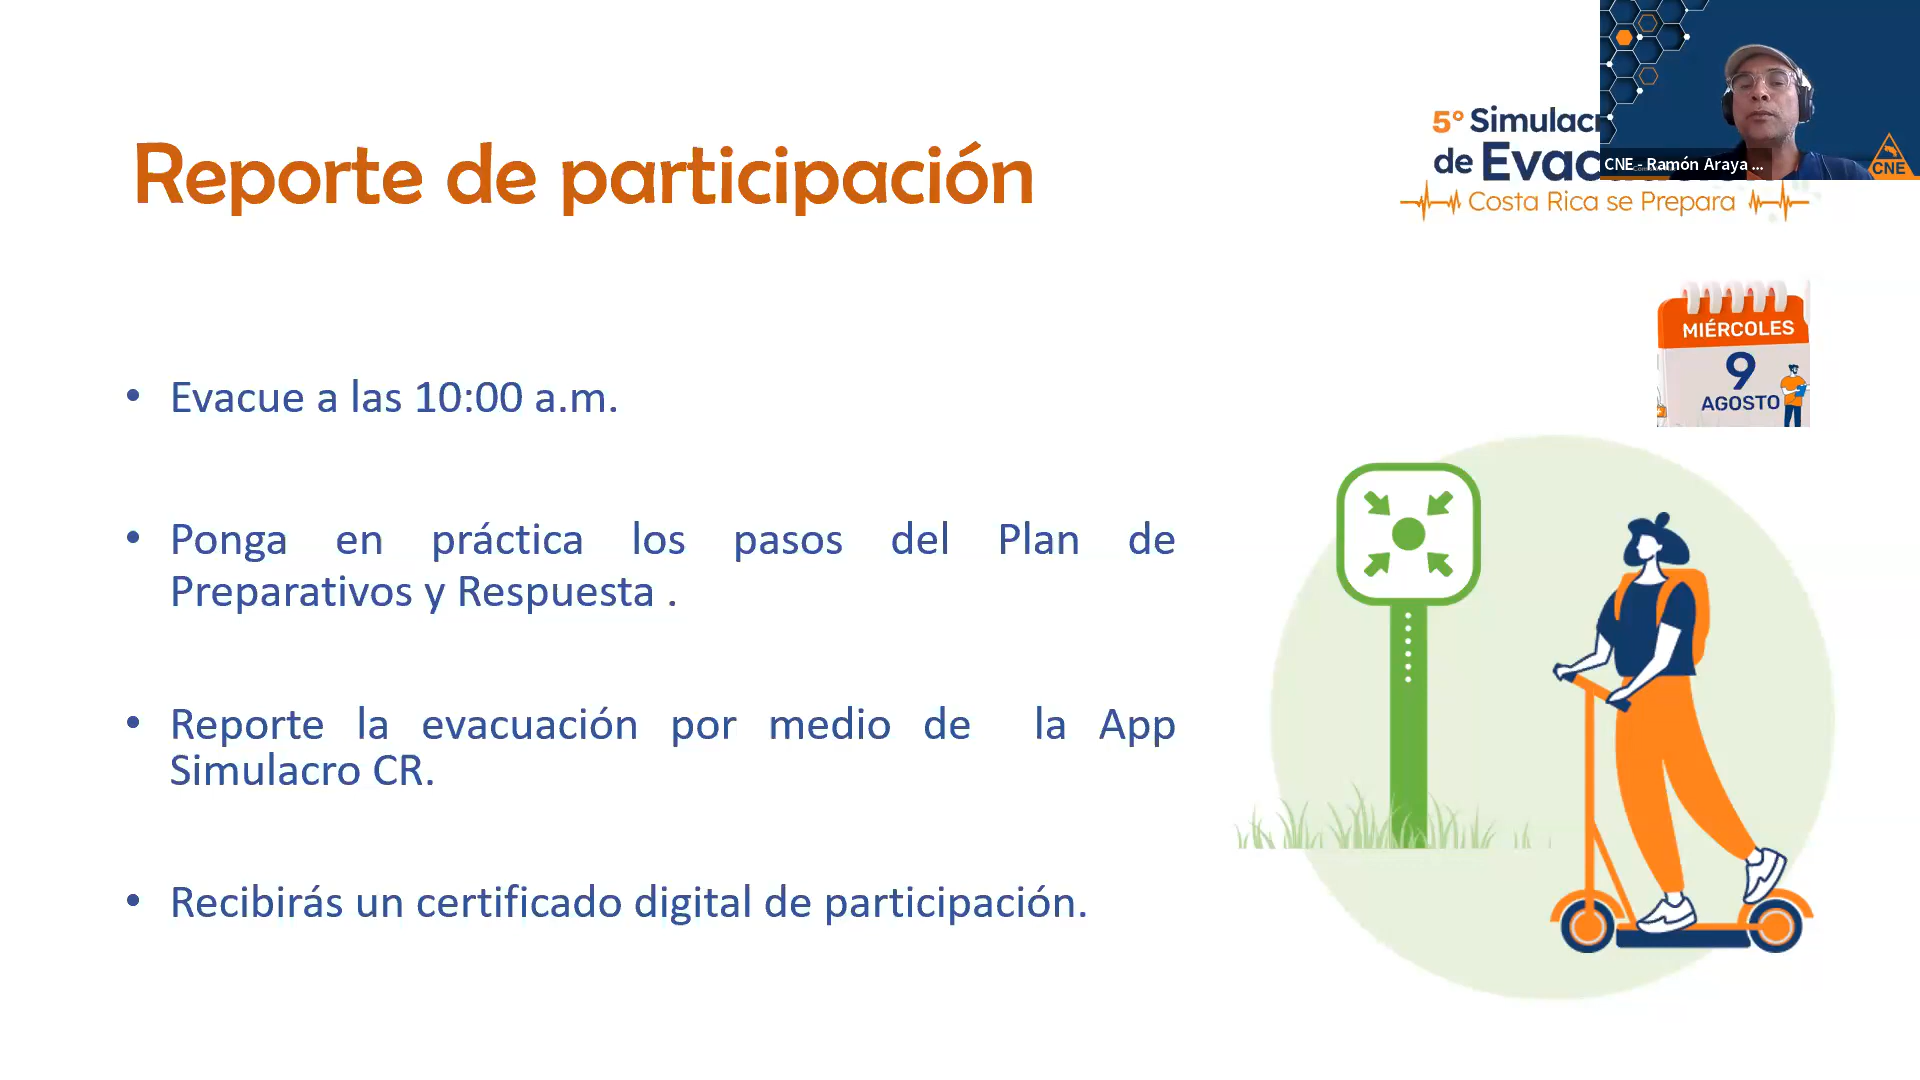 Reporte de participación
5° Simulacr
de Evac
CNE - Ramón Araya ...
CNE
Costa Rica se Prepara
MIÉRCOLES
9
AGOSTO
• Evacue a las 10:00 a.m.
• Ponga en práctica los pasos del Plan de
Preparativos y Respuesta .
• Reporte la evacuación por medio de la App
Simulacro CR.
• Recibirás un certificado digital de participación.